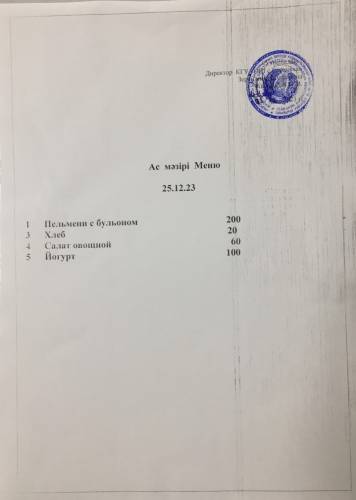 Директор КГУ
Ас мәзірі Меню
25.12.23
1 Пельмени с бульоном 200
3 Хлеб 20
4 Салат овощной 60
5 Йогурт 100